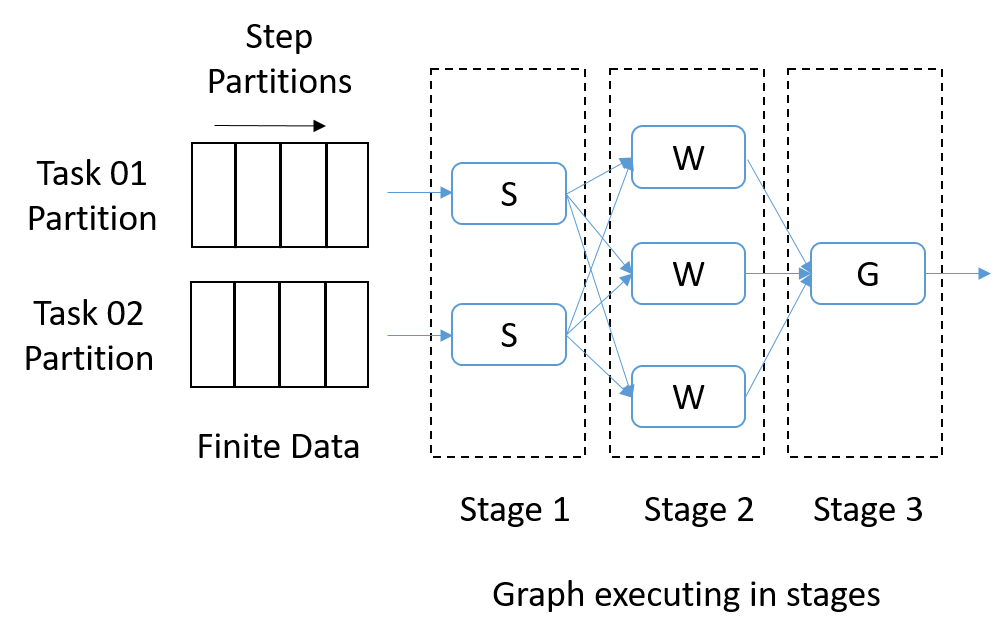 Step
Partitions
Task 01
Partition
Task 02
Partition
Finite Data
S
S
W
W
W
G
Stage 1
Stage 2
Stage 3
Graph executing in stages